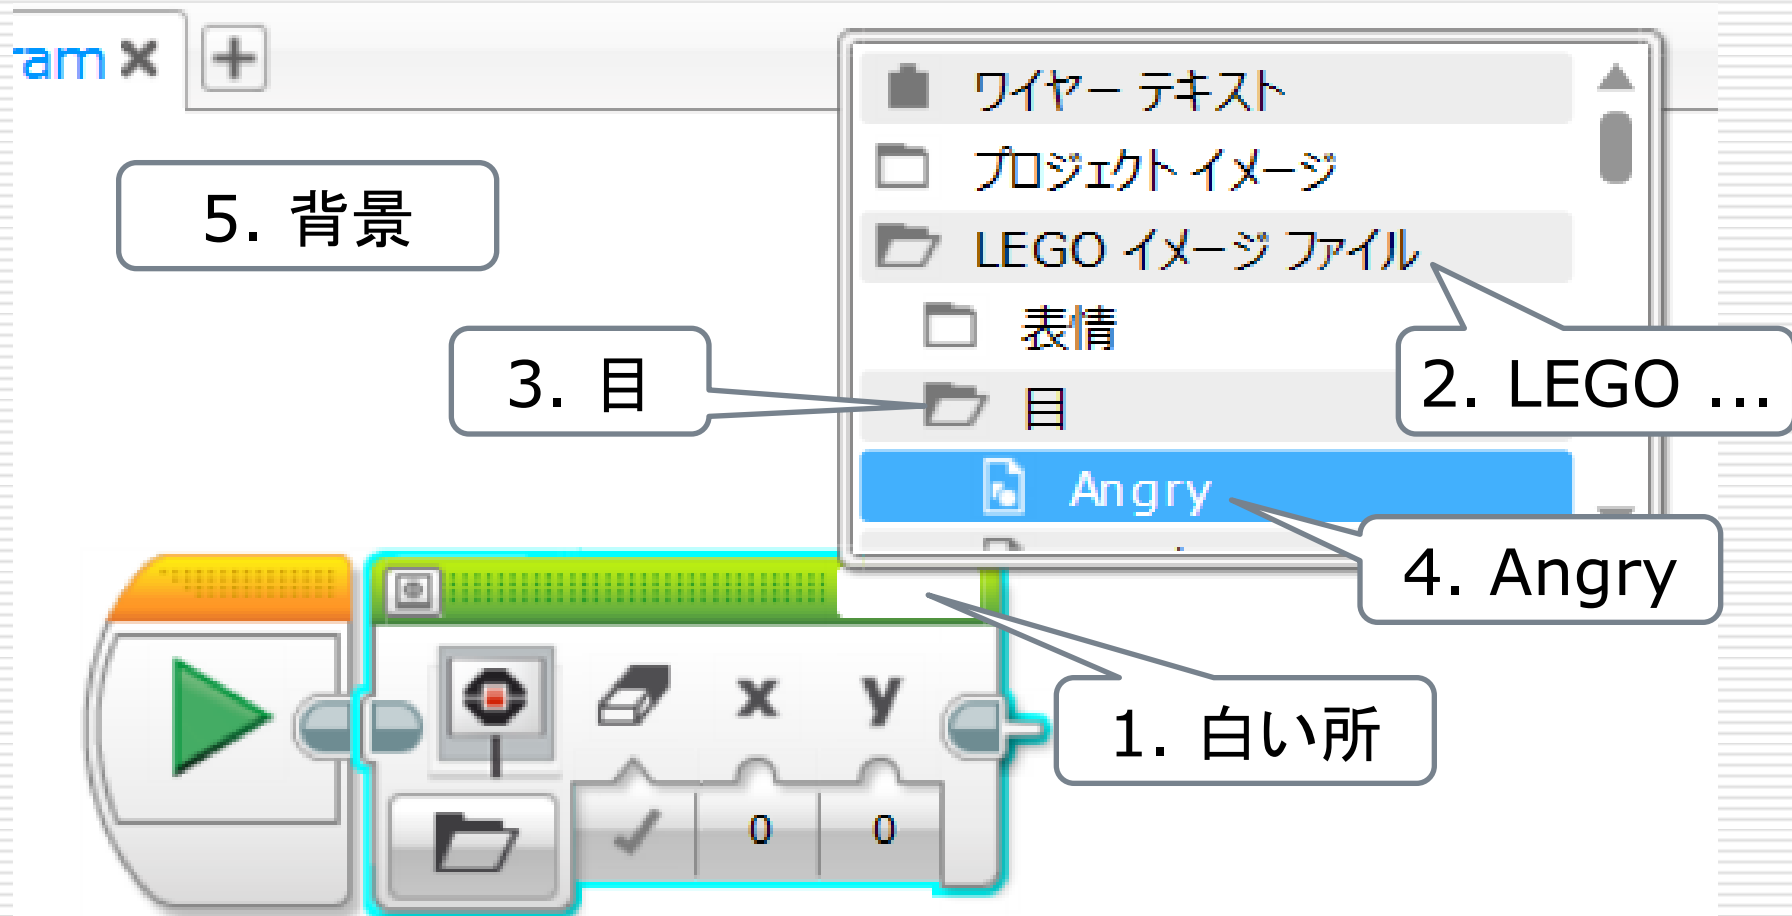 ram
ワイヤー テキスト
プロジェクト イメージ
5. 背景
LEGO イメージ ファイル
表情
2. LEGO ...
3. 目
目
Angry
4. Angry
x y
1. 白い所
0 0